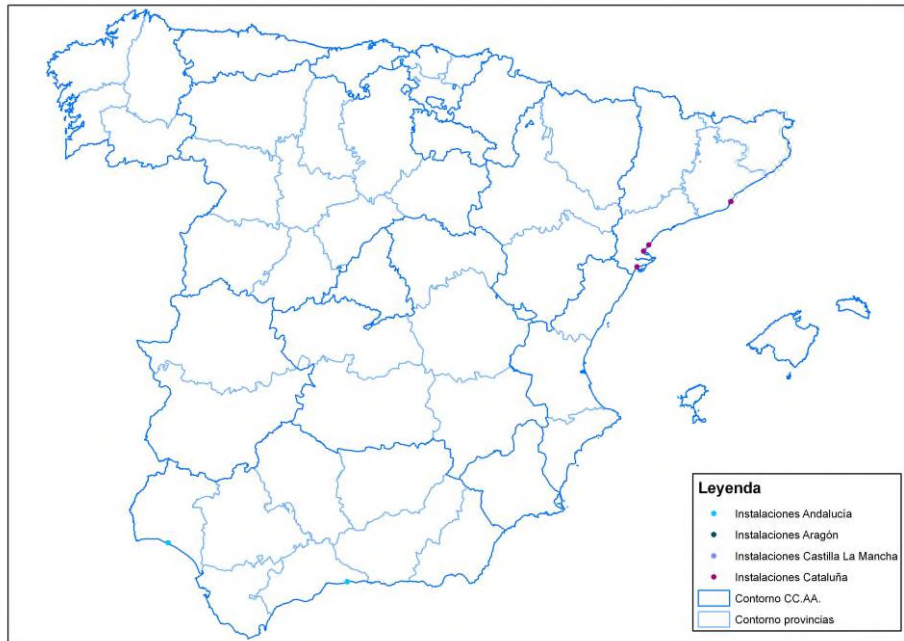 Leyenda
Instalaciones Andalucía
Instalaciones Aragón
Instalaciones Castilla La Mancha
Instalaciones Cataluña
Contorno CC.AA.
Contorno provincias